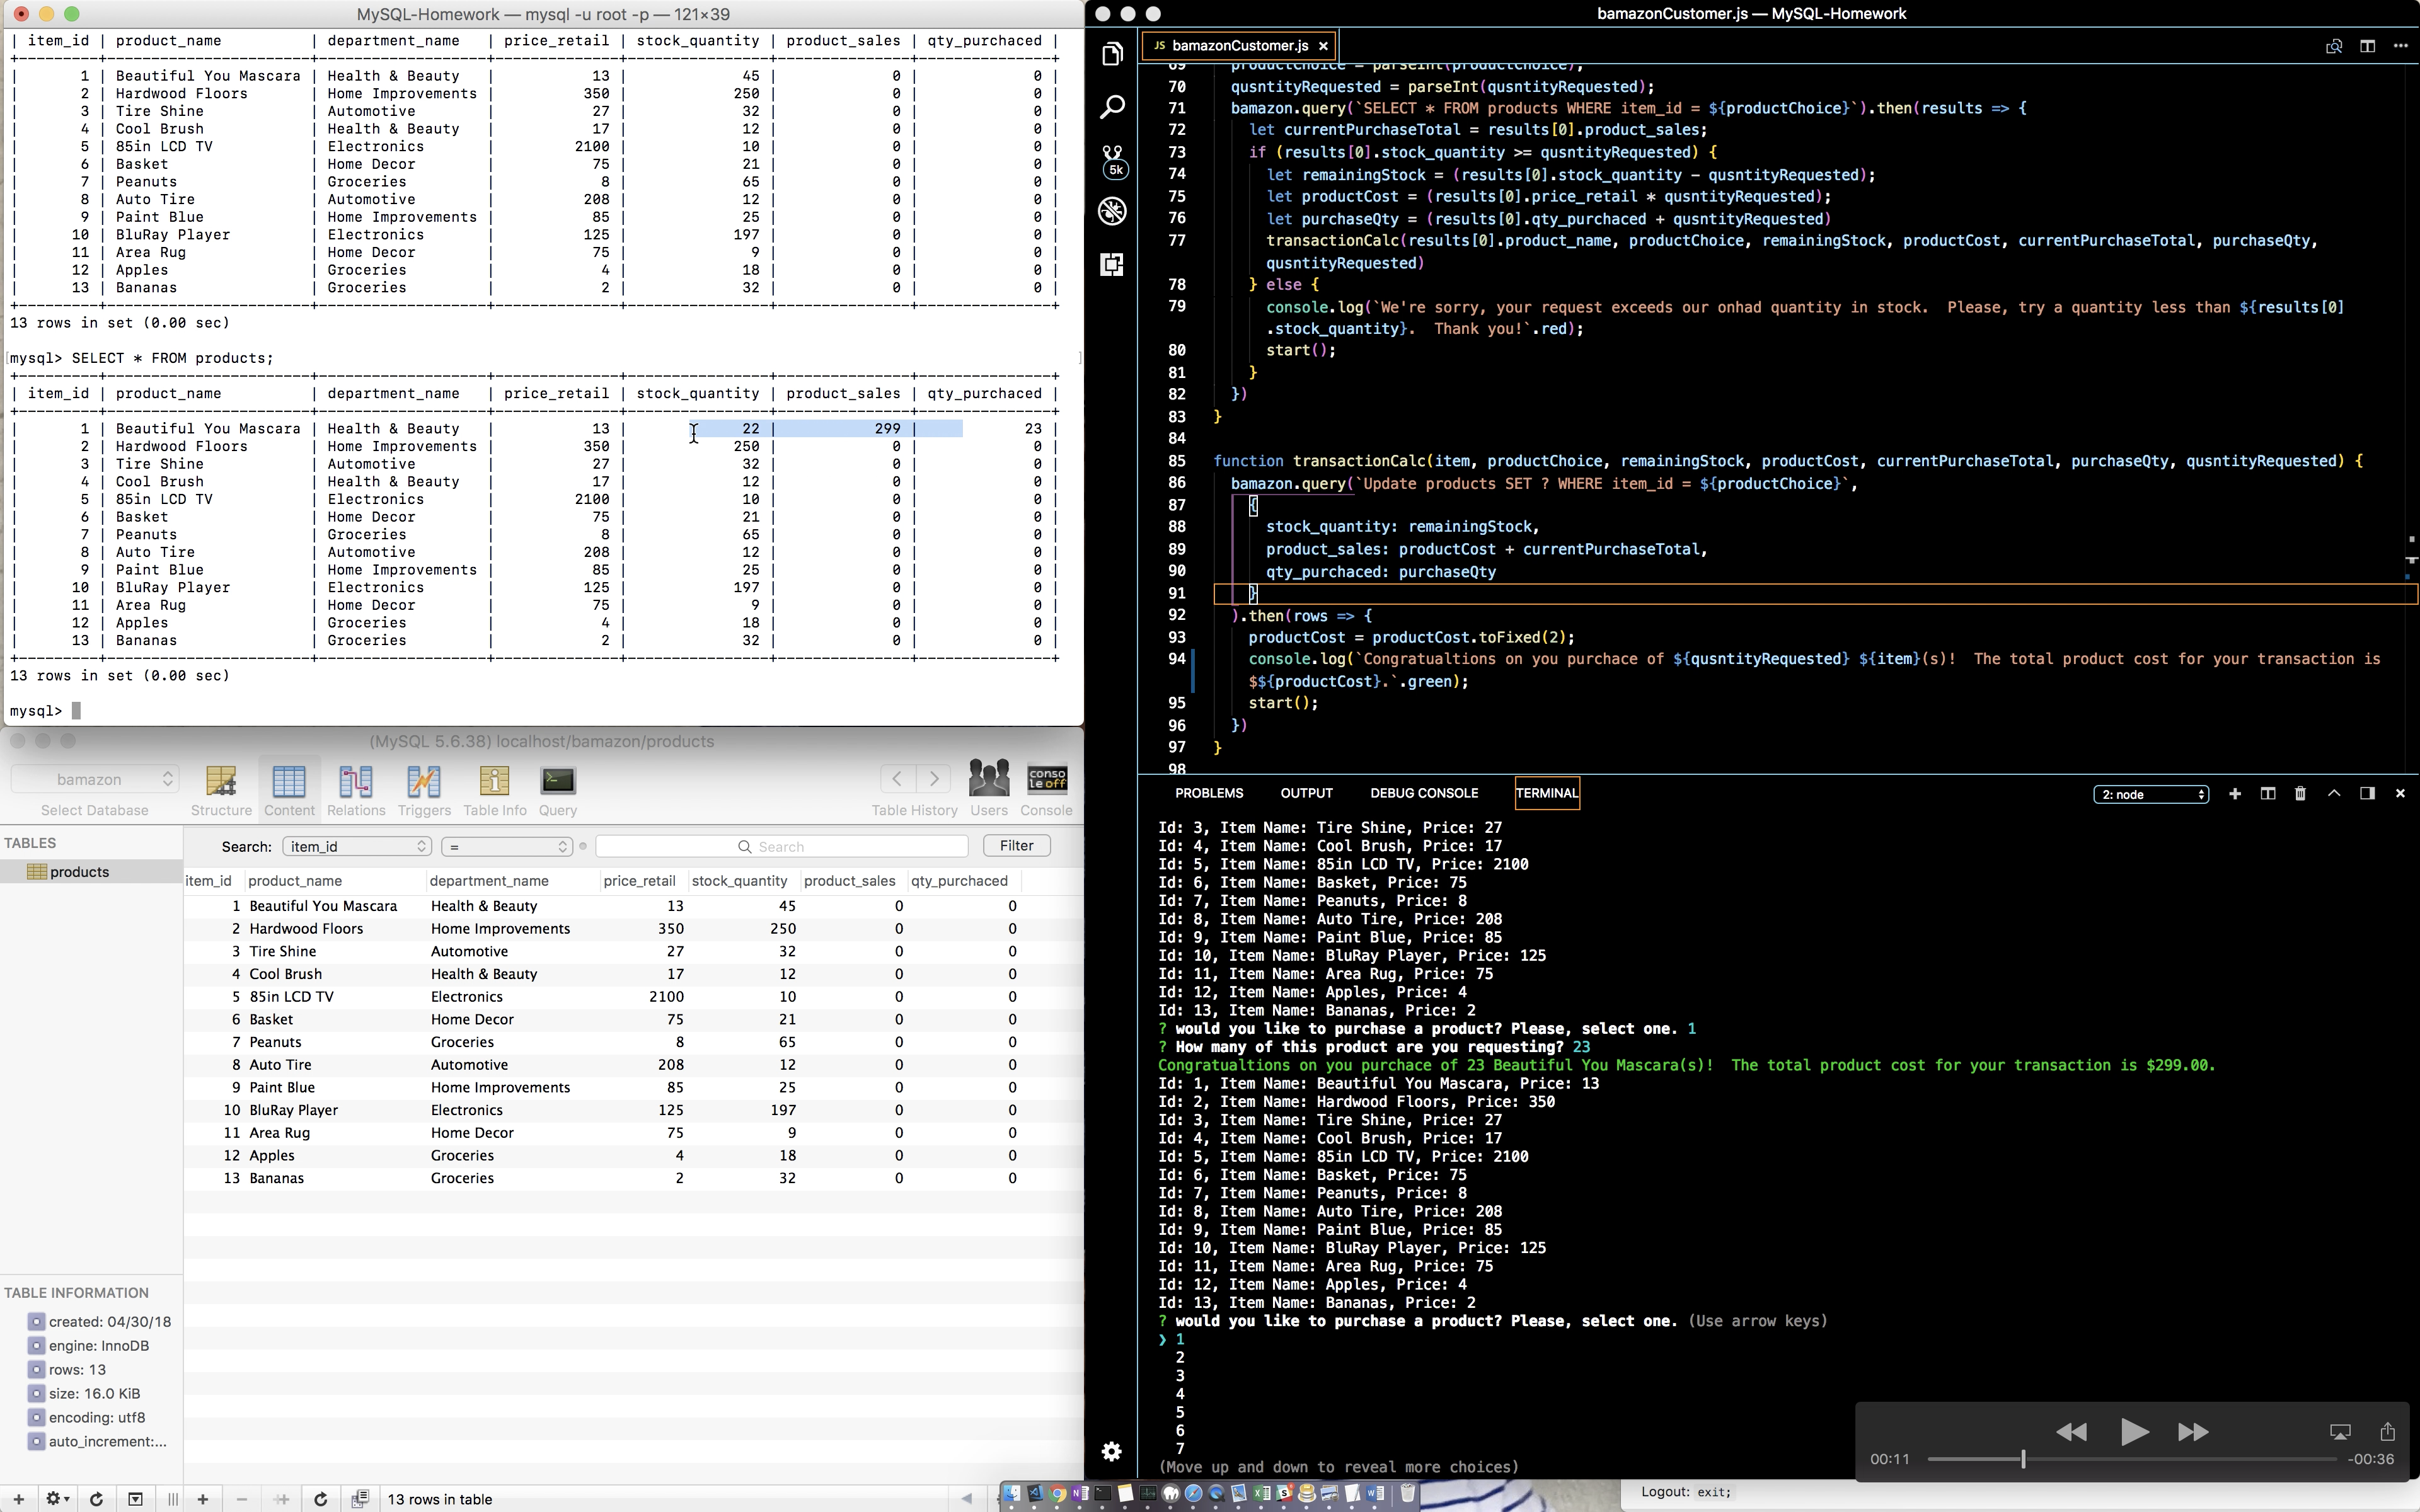 MySQL-Homework — mysql -u root -p — 121×39
| item_id | product_name | department_name | price_retail | stock_quantity | product_sales | qty_purchaced |
| 1 | Beautiful You Mascara | Health & Beauty | 13 | 45 | 0 | 0 |
| 2 | Hardwood Floors | Home Improvements | 350 | 250 | 0 | 0 |
| 3 | Tire Shine | Automotive | 27 | 32 | 0 | 0 |
| 4 | Cool Brush | Health & Beauty | 17 | 12 | 0 | 0 |
| 5 | 85in LCD TV | Electronics | 2100 | 10 | 0 | 0 |
| 6 | Basket | Home Decor | 75 | 21 | 0 | 0 |
| 7 | Peanuts | Groceries | 8 | 65 | 0 | 0 |
| 8 | Auto Tire | Automotive | 208 | 12 | 0 | 0 |
| 9 | Paint Blue | Home Improvements | 85 | 25 | 0 | 0 |
| 10 | BluRay Player | Electronics | 125 | 197 | 0 | 0 |
| 11 | Area Rug | Home Decor | 75 | 9 | 0 | 0 |
| 12 | Apples | Groceries | 4 | 18 | 0 | 0 |
| 13 | Bananas | Groceries | 2 | 32 | 0 | 0 |
13 rows in set (0.00 sec)
[mysql> SELECT * FROM products; ]
| item_id | product_name | department_name | price_retail | stock_quantity | product_sales | qty_purchaced |
| 1 | Beautiful You Mascara | Health & Beauty | 13 | 22 | 299 | 23 |
| 2 | Hardwood Floors | Home Improvements | 350 | 250 | 0 | 0 |
| 3 | Tire Shine | Automotive | 27 | 32 | 0 | 0 |
| 4 | Cool Brush | Health & Beauty | 17 | 12 | 0 | 0 |
| 5 | 85in LCD TV | Electronics | 2100 | 10 | 0 | 0 |
| 6 | Basket | Home Decor | 75 | 21 | 0 | 0 |
| 7 | Peanuts | Groceries | 8 | 65 | 0 | 0 |
| 8 | Auto Tire | Automotive | 208 | 12 | 0 | 0 |
| 9 | Paint Blue | Home Improvements | 85 | 25 | 0 | 0 |
| 10 | BluRay Player | Electronics | 125 | 197 | 0 | 0 |
| 11 | Area Rug | Home Decor | 75 | 9 | 0 | 0 |
| 12 | Apples | Groceries | 4 | 18 | 0 | 0 |
| 13 | Bananas | Groceries | 2 | 32 | 0 | 0 |
13 rows in set (0.00 sec)
mysql>
(MySQL 5.6.38) localhost/bamazon/products
bamazon
conso
le off
Select Database Structure Content Relations Triggers Table Info Query Table History Users Console
TABLES
products
Search: item_id = Search Filter
item_id product_name department_name price_retail stock_quantity product_sales qty_purchaced
1 Beautiful You Mascara Health & Beauty 13 45 0 0
2 Hardwood Floors Home Improvements 350 250 0 0
3 Tire Shine Automotive 27 32 0 0
4 Cool Brush Health & Beauty 17 12 0 0
5 85in LCD TV Electronics 2100 10 0 0
6 Basket Home Decor 75 21 0 0
7 Peanuts Groceries 8 65 0 0
8 Auto Tire Automotive 208 12 0 0
9 Paint Blue Home Improvements 85 25 0 0
10 BluRay Player Electronics 125 197 0 0
11 Area Rug Home Decor 75 9 0 0
12 Apples Groceries 4 18 0 0
13 Bananas Groceries 2 32 0 0
TABLE INFORMATION
created: 04/30/18
engine: InnoDB
rows: 13
size: 16.0 KiB
encoding: utf8
auto_increment:...
13 rows in table
bamazonCustomer.js — MySQL-Homework
JS bamazonCustomer.js ×
5k
69 productChoice = parseInt(productChoice);
70 qusntityRequested = parseInt(qusntityRequested);
71 bamazon.query(`SELECT * FROM products WHERE item_id = ${productChoice}`).then(results => {
72 let currentPurchaseTotal = results[0].product_sales;
73 if (results[0].stock_quantity >= qusntityRequested) {
74 let remainingStock = (results[0].stock_quantity - qusntityRequested);
75 let productCost = (results[0].price_retail * qusntityRequested);
76 let purchaseQty = (results[0].qty_purchaced + qusntityRequested)
77 transactionCalc(results[0].product_name, productChoice, remainingStock, productCost, currentPurchaseTotal, purchaseQty,
qusntityRequested)
78 } else {
79 console.log(`We're sorry, your request exceeds our onhad quantity in stock.  Please, try a quantity less than ${results[0]
.stock_quantity}.  Thank you!`.red);
80 start();
81 }
82 })
83 }
84
85 function transactionCalc(item, productChoice, remainingStock, productCost, currentPurchaseTotal, purchaseQty, qusntityRequested) {
86 bamazon.query(`Update products SET ? WHERE item_id = ${productChoice}`,
87 {
88 stock_quantity: remainingStock,
89 product_sales: productCost + currentPurchaseTotal,
90 qty_purchaced: purchaseQty
91 }
92 ).then(rows => {
93 productCost = productCost.toFixed(2);
94 console.log(`Congratualtions on you purchace of ${qusntityRequested} ${item}(s)!  The total product cost for your transaction is
$${productCost}.`.green);
95 start();
96 })
97 }
98
PROBLEMS OUTPUT DEBUG CONSOLE TERMINAL 2: node
Id: 3, Item Name: Tire Shine, Price: 27
Id: 4, Item Name: Cool Brush, Price: 17
Id: 5, Item Name: 85in LCD TV, Price: 2100
Id: 6, Item Name: Basket, Price: 75
Id: 7, Item Name: Peanuts, Price: 8
Id: 8, Item Name: Auto Tire, Price: 208
Id: 9, Item Name: Paint Blue, Price: 85
Id: 10, Item Name: BluRay Player, Price: 125
Id: 11, Item Name: Area Rug, Price: 75
Id: 12, Item Name: Apples, Price: 4
Id: 13, Item Name: Bananas, Price: 2
? would you like to purchase a product? Please, select one. 1
? How many of this product are you requesting? 23
Congratualtions on you purchace of 23 Beautiful You Mascara(s)!  The total product cost for your transaction is $299.00.
Id: 1, Item Name: Beautiful You Mascara, Price: 13
Id: 2, Item Name: Hardwood Floors, Price: 350
Id: 3, Item Name: Tire Shine, Price: 27
Id: 4, Item Name: Cool Brush, Price: 17
Id: 5, Item Name: 85in LCD TV, Price: 2100
Id: 6, Item Name: Basket, Price: 75
Id: 7, Item Name: Peanuts, Price: 8
Id: 8, Item Name: Auto Tire, Price: 208
Id: 9, Item Name: Paint Blue, Price: 85
Id: 10, Item Name: BluRay Player, Price: 125
Id: 11, Item Name: Area Rug, Price: 75
Id: 12, Item Name: Apples, Price: 4
Id: 13, Item Name: Bananas, Price: 2
? would you like to purchase a product? Please, select one. (Use arrow keys)
❯ 1
2
3
4
5
6
7
(Move up and down to reveal more choices)
00:11 -00:36
Logout: exit;